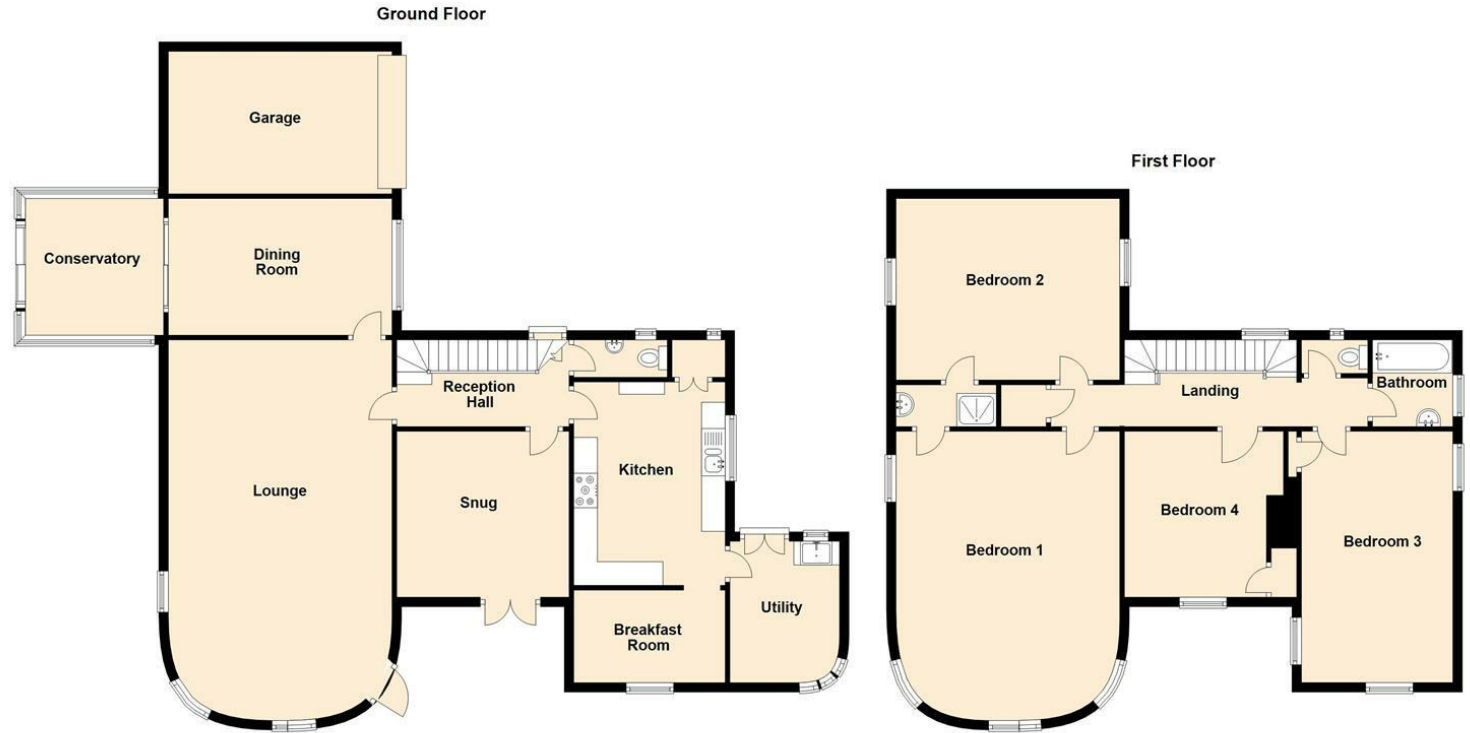 Ground Floor
Garage
Conservatory
Dining
Room
Reception
Hall
Lounge
Snug
Kitchen
Breakfast
Room
Utility
First Floor
Bedroom 2
Landing
Bathroom
Bedroom 1
Bedroom 4
Bedroom 3